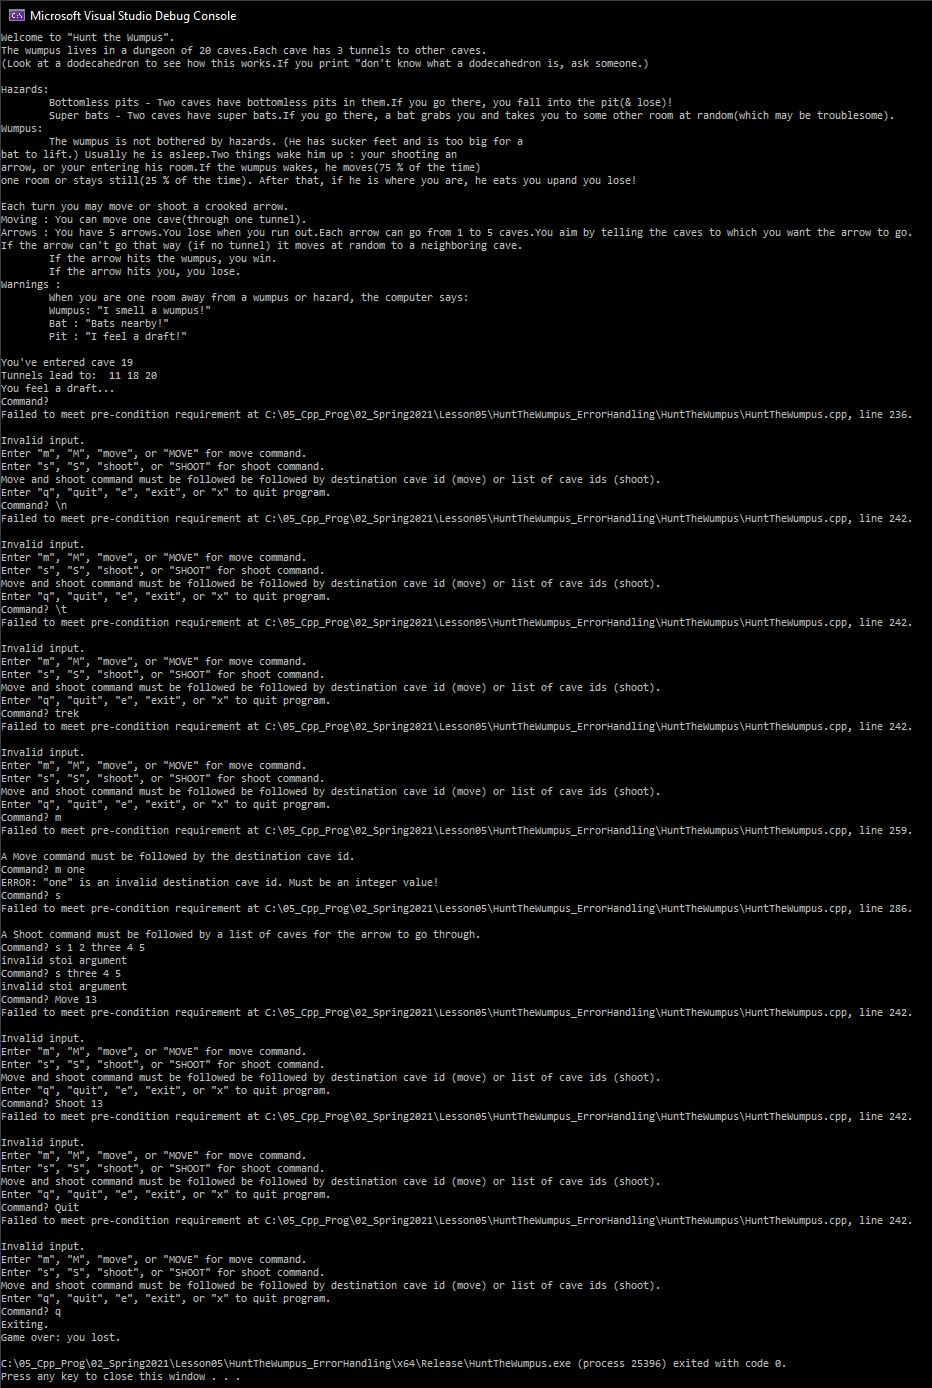 Microsoft Visual Studio Debug Console
Welcome to "Hunt the Wumpus".
The wumpus lives in a dungeon of 20 caves.Each cave has 3 tunnels to other caves.
(Look at a dodecahedron to see how this works.If you print "don't know what a dodecahedron is, ask someone.)

Hazards:
        Bottomless pits - Two caves have bottomless pits in them.If you go there, you fall into the pit(& lose)!
        Super bats - Two caves have super bats.If you go there, a bat grabs you and takes you to some other room at random(which may be troublesome).
Wumpus:
        The wumpus is not bothered by hazards. (He has sucker feet and is too big for a
bat to lift.) Usually he is asleep.Two things wake him up : your shooting an
arrow, or your entering his room.If the wumpus wakes, he moves(75 % of the time)
one room or stays still(25 % of the time). After that, if he is where you are, he eats you upand you lose!

Each turn you may move or shoot a crooked arrow.
Moving : You can move one cave(through one tunnel).
Arrows : You have 5 arrows.You lose when you run out.Each arrow can go from 1 to 5 caves.You aim by telling the caves to which you want the arrow to go.
If the arrow can't go that way (if no tunnel) it moves at random to a neighboring cave.
        If the arrow hits the wumpus, you win.
        If the arrow hits you, you lose.
Warnings :
        When you are one room away from a wumpus or hazard, the computer says:
        Wumpus: "I smell a wumpus!"
        Bat : "Bats nearby!"
        Pit : "I feel a draft!"

You've entered cave 19
Tunnels lead to:  11 18 20
You feel a draft...
Command?
Failed to meet pre-condition requirement at C:\05_Cpp_Prog\02_Spring2021\Lesson05\HuntTheWumpus_ErrorHandling\HuntTheWumpus\HuntTheWumpus.cpp, line 236.

Invalid input.
Enter "m", "M", "move", or "MOVE" for move command.
Enter "s", "S", "shoot", or "SHOOT" for shoot command.
Move and shoot command must be followed be followed by destination cave id (move) or list of cave ids (shoot).
Enter "q", "quit", "e", "exit", or "x" to quit program.
Command? \n
Failed to meet pre-condition requirement at C:\05_Cpp_Prog\02_Spring2021\Lesson05\HuntTheWumpus_ErrorHandling\HuntTheWumpus\HuntTheWumpus.cpp, line 242.

Invalid input.
Enter "m", "M", "move", or "MOVE" for move command.
Enter "s", "S", "shoot", or "SHOOT" for shoot command.
Move and shoot command must be followed be followed by destination cave id (move) or list of cave ids (shoot).
Enter "q", "quit", "e", "exit", or "x" to quit program.
Command? \t
Failed to meet pre-condition requirement at C:\05_Cpp_Prog\02_Spring2021\Lesson05\HuntTheWumpus_ErrorHandling\HuntTheWumpus\HuntTheWumpus.cpp, line 242.

Invalid input.
Enter "m", "M", "move", or "MOVE" for move command.
Enter "s", "S", "shoot", or "SHOOT" for shoot command.
Move and shoot command must be followed be followed by destination cave id (move) or list of cave ids (shoot).
Enter "q", "quit", "e", "exit", or "x" to quit program.
Command? trek
Failed to meet pre-condition requirement at C:\05_Cpp_Prog\02_Spring2021\Lesson05\HuntTheWumpus_ErrorHandling\HuntTheWumpus\HuntTheWumpus.cpp, line 242.

Invalid input.
Enter "m", "M", "move", or "MOVE" for move command.
Enter "s", "S", "shoot", or "SHOOT" for shoot command.
Move and shoot command must be followed be followed by destination cave id (move) or list of cave ids (shoot).
Enter "q", "quit", "e", "exit", or "x" to quit program.
Command? m
Failed to meet pre-condition requirement at C:\05_Cpp_Prog\02_Spring2021\Lesson05\HuntTheWumpus_ErrorHandling\HuntTheWumpus\HuntTheWumpus.cpp, line 259.

A Move command must be followed by the destination cave id.
Command? m one
ERROR: "one" is an invalid destination cave id. Must be an integer value!
Command? s
Failed to meet pre-condition requirement at C:\05_Cpp_Prog\02_Spring2021\Lesson05\HuntTheWumpus_ErrorHandling\HuntTheWumpus\HuntTheWumpus.cpp, line 286.

A Shoot command must be followed by a list of caves for the arrow to go through.
Command? s 1 2 three 4 5
invalid stoi argument
Command? s three 4 5
invalid stoi argument
Command? Move 13
Failed to meet pre-condition requirement at C:\05_Cpp_Prog\02_Spring2021\Lesson05\HuntTheWumpus_ErrorHandling\HuntTheWumpus\HuntTheWumpus.cpp, line 242.

Invalid input.
Enter "m", "M", "move", or "MOVE" for move command.
Enter "s", "S", "shoot", or "SHOOT" for shoot command.
Move and shoot command must be followed be followed by destination cave id (move) or list of cave ids (shoot).
Enter "q", "quit", "e", "exit", or "x" to quit program.
Command? Shoot 13
Failed to meet pre-condition requirement at C:\05_Cpp_Prog\02_Spring2021\Lesson05\HuntTheWumpus_ErrorHandling\HuntTheWumpus\HuntTheWumpus.cpp, line 242.

Invalid input.
Enter "m", "M", "move", or "MOVE" for move command.
Enter "s", "S", "shoot", or "SHOOT" for shoot command.
Move and shoot command must be followed be followed by destination cave id (move) or list of cave ids (shoot).
Enter "q", "quit", "e", "exit", or "x" to quit program.
Command? Quit
Failed to meet pre-condition requirement at C:\05_Cpp_Prog\02_Spring2021\Lesson05\HuntTheWumpus_ErrorHandling\HuntTheWumpus\HuntTheWumpus.cpp, line 242.

Invalid input.
Enter "m", "M", "move", or "MOVE" for move command.
Enter "s", "S", "shoot", or "SHOOT" for shoot command.
Move and shoot command must be followed be followed by destination cave id (move) or list of cave ids (shoot).
Enter "q", "quit", "e", "exit", or "x" to quit program.
Command? q
Exiting.
Game over: you lost.

C:\05_Cpp_Prog\02_Spring2021\Lesson05\HuntTheWumpus_ErrorHandling\x64\Release\HuntTheWumpus.exe (process 25396) exited with code 0.
Press any key to close this window . . .